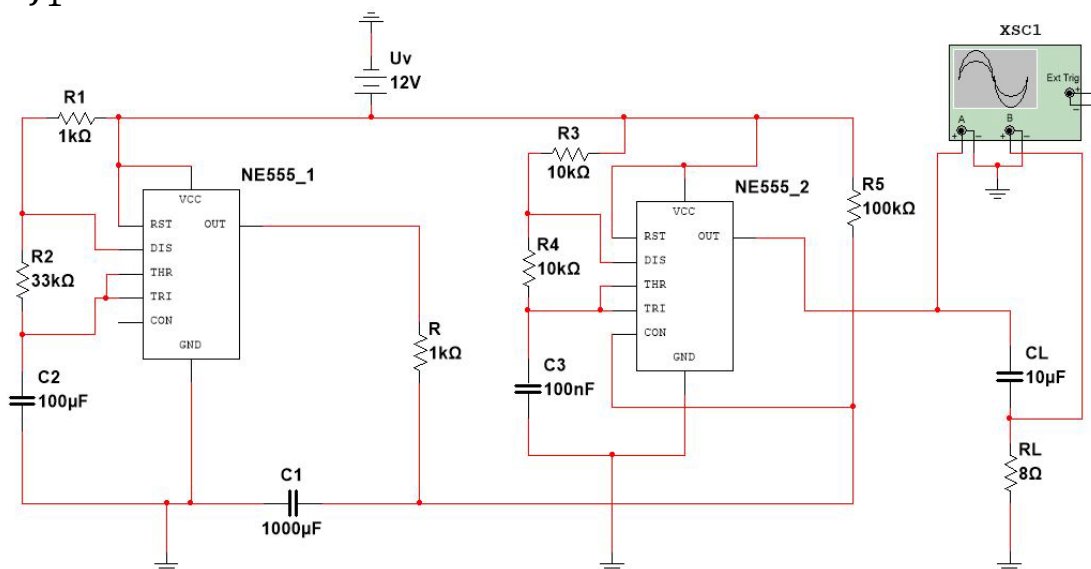 XSC1
Ext Trig
+
-
A
B
+ - + -
Uv
12V
R1
1kΩ
NE555_1
VCC
RST
OUT
DIS
THR
TRI
CON
GND
R2
33kΩ
C2
100µF
C1
1000µF
R
1kΩ
R3
10kΩ
NE555_2
VCC
RST
OUT
DIS
THR
TRI
CON
GND
R4
10kΩ
C3
100nF
R5
100kΩ
CL
10µF
RL
8Ω